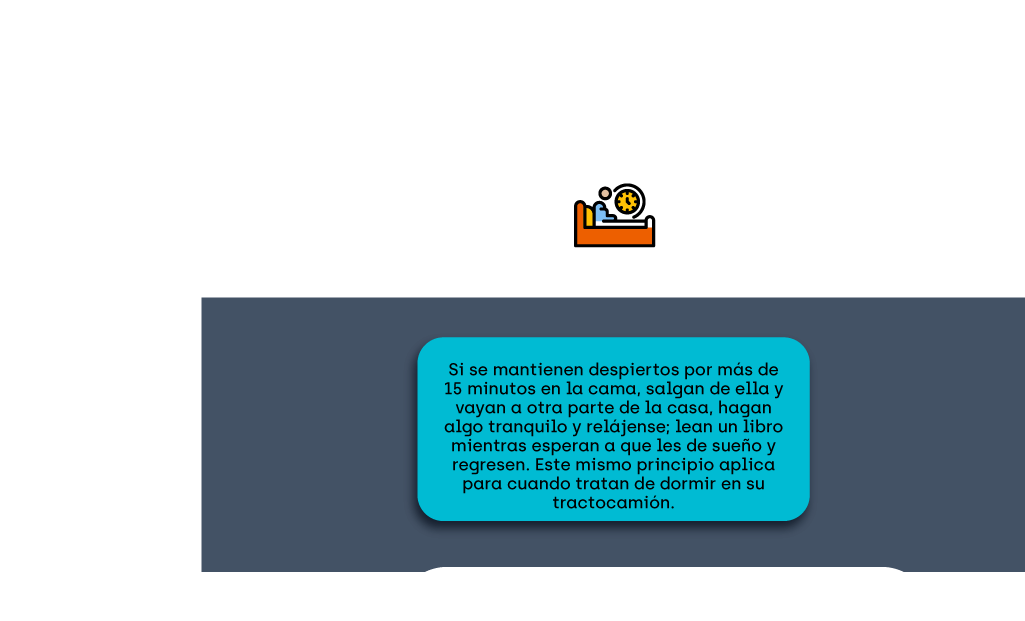 Si se mantienen despiertos por más de
15 minutos en la cama, salgan de ella y
vayan a otra parte de la casa, hagan
algo tranquilo y relájense; lean un libro
mientras esperan a que les de sueño y
regresen. Este mismo principio aplica
para cuando tratan de dormir en su
tractocamión.